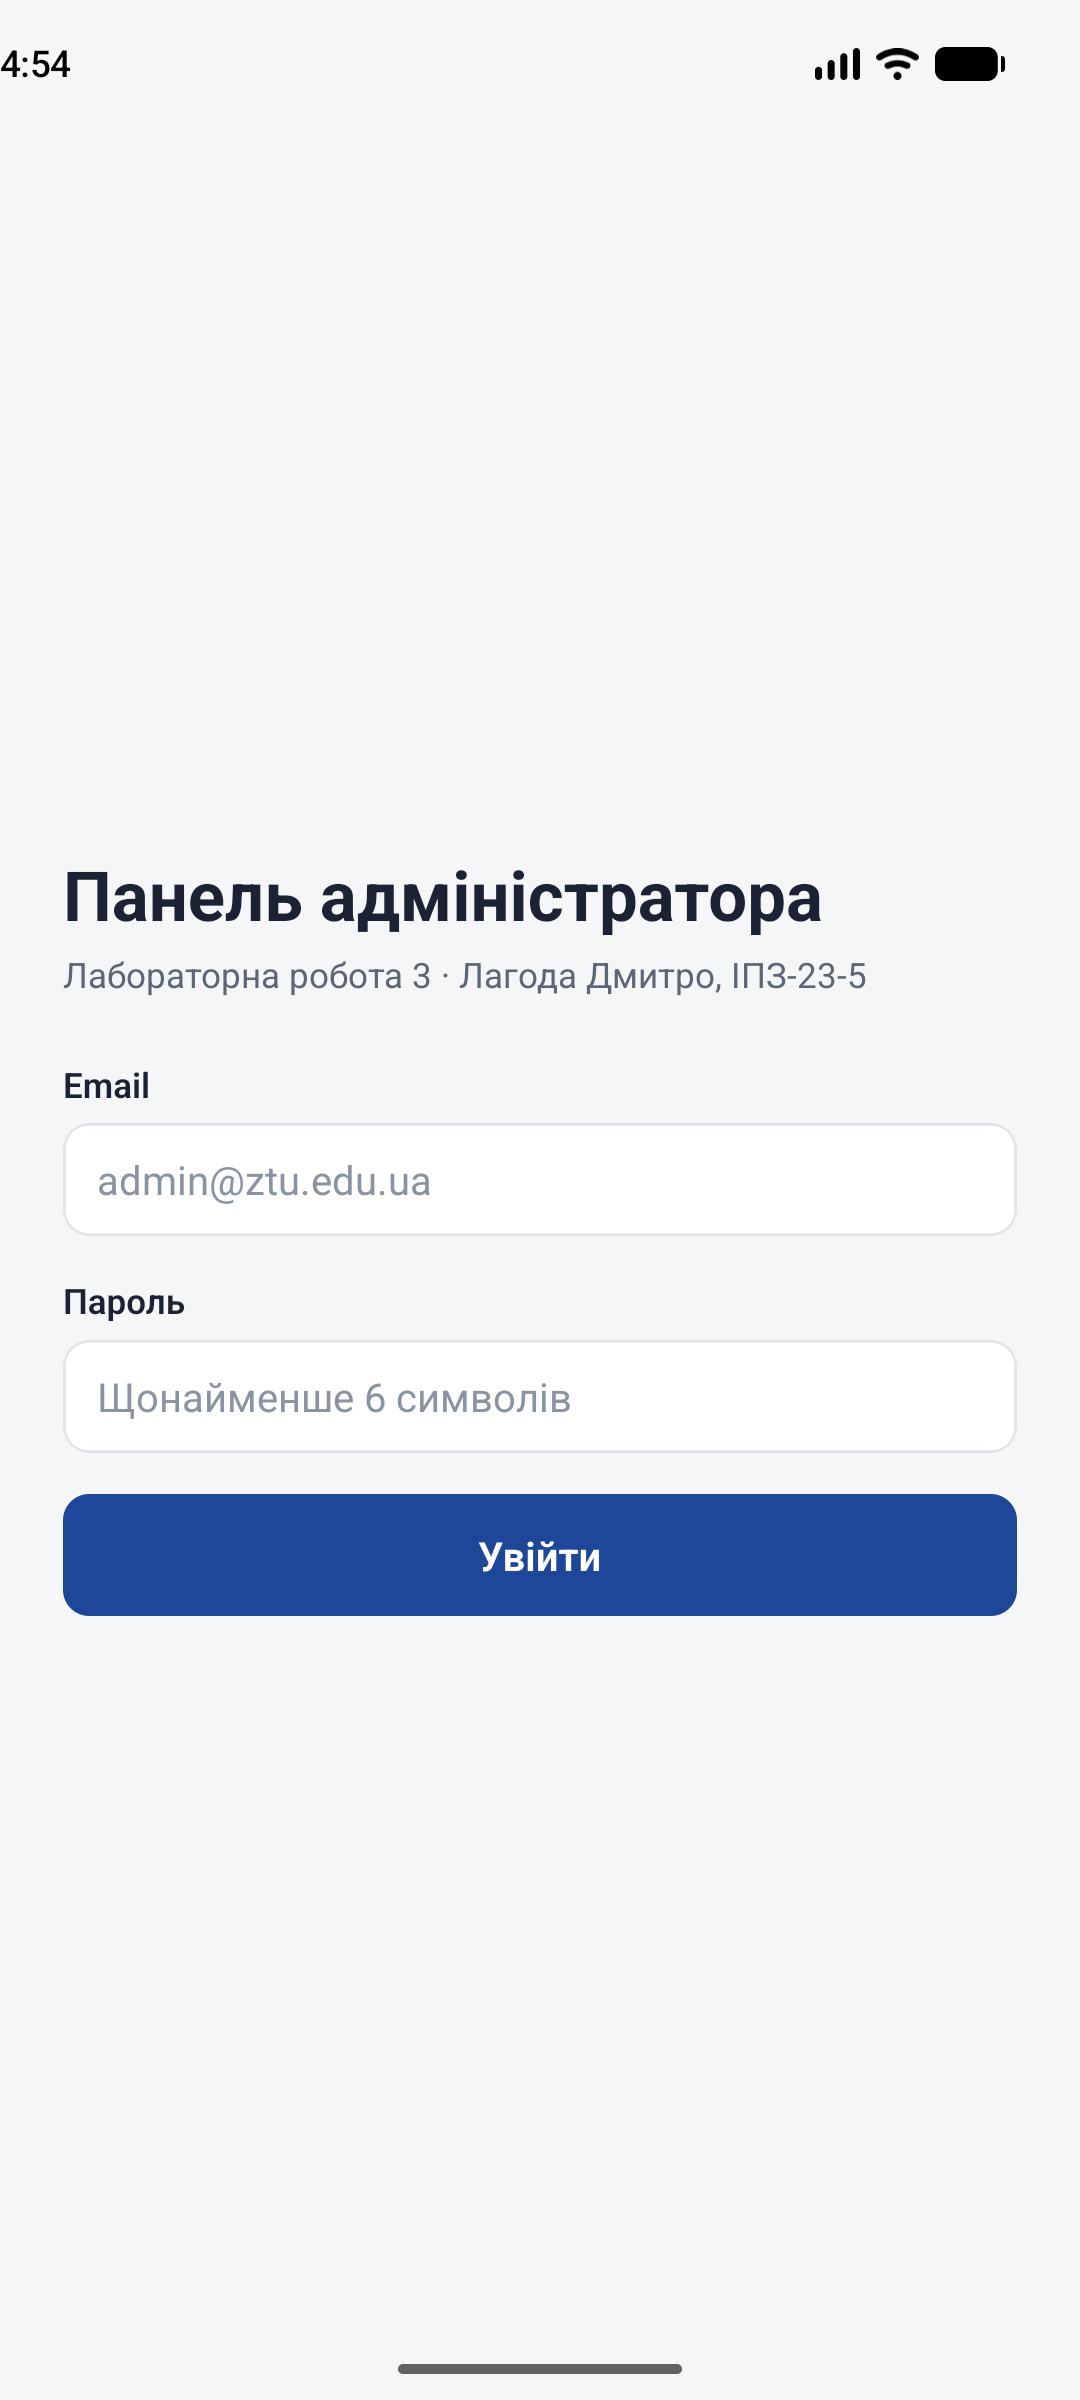 4:54
Панель адміністратора
Лабораторна робота 3 · Лагода Дмитро, ІПЗ-23-5
Email
admin@ztu.edu.ua
Пароль
Щонайменше 6 символів
Увійти